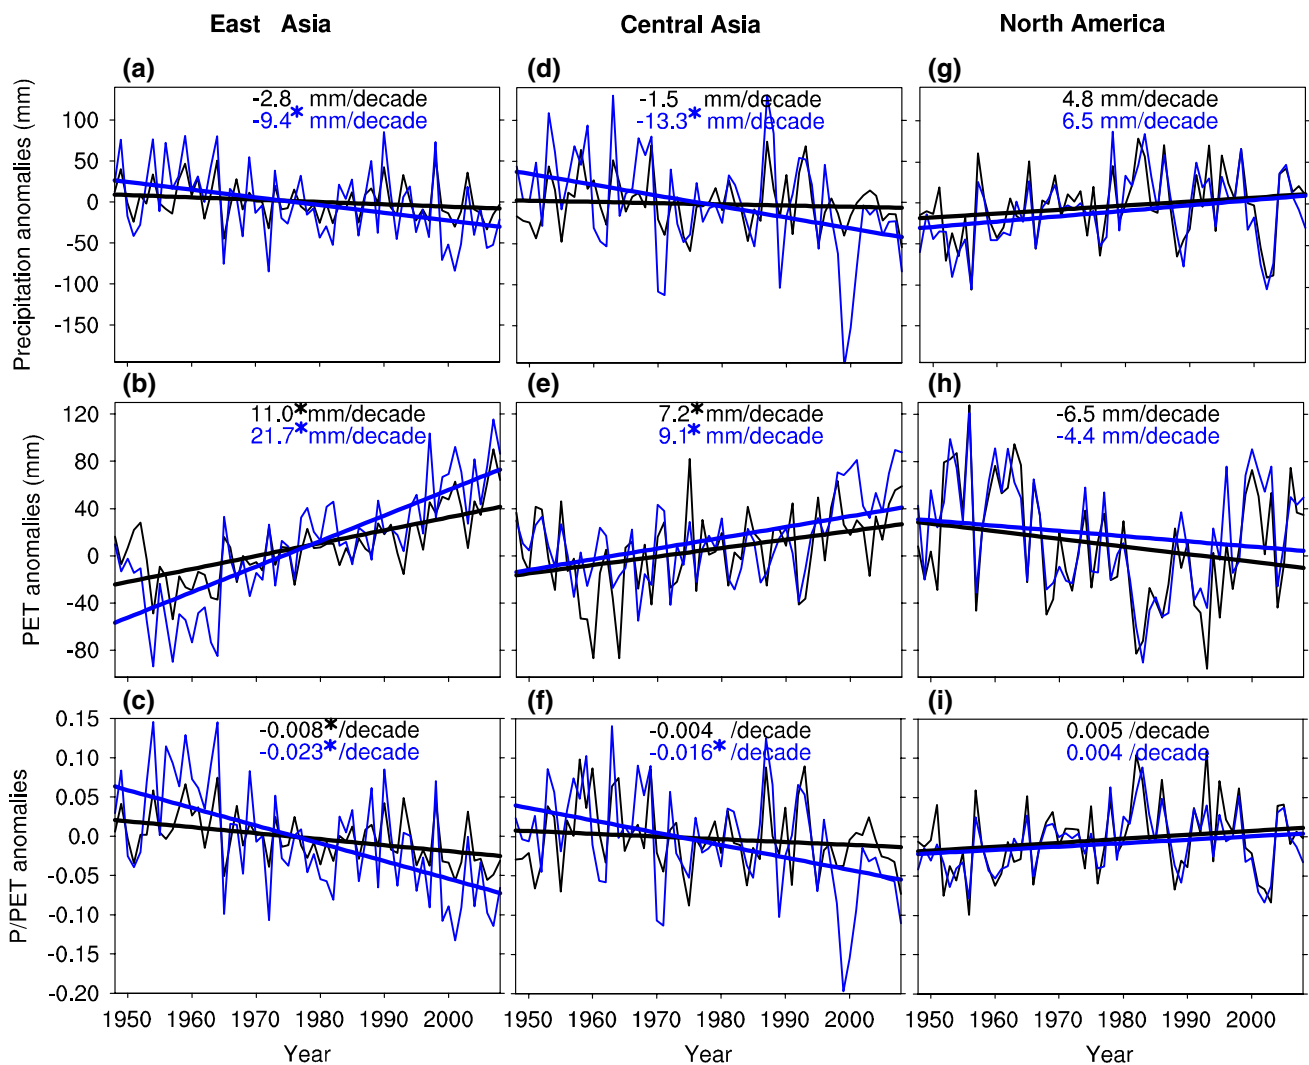 East Asia
Central Asia
North America
(a)
(d)
(g)
-2.8 mm/decade
-9.4* mm/decade
-1.5 mm/decade
-13.3* mm/decade
4.8 mm/decade
6.5 mm/decade
Precipitation anomalies (mm)
100
50
0
-50
-100
-150
(b)
(e)
(h)
11.0* mm/decade
21.7* mm/decade
7.2* mm/decade
9.1* mm/decade
-6.5 mm/decade
-4.4 mm/decade
PET anomalies (mm)
120
80
40
0
-40
-80
(c)
(f)
(i)
-0.008* /decade
-0.023* /decade
-0.004 /decade
-0.016* /decade
0.005 /decade
0.004 /decade
P/PET anomalies
0.15
0.10
0.05
0.0
-0.05
-0.10
-0.15
-0.20
1950 1960 1970 1980 1990 2000
1950 1960 1970 1980 1990 2000
1950 1960 1970 1980 1990 2000
Year
Year
Year